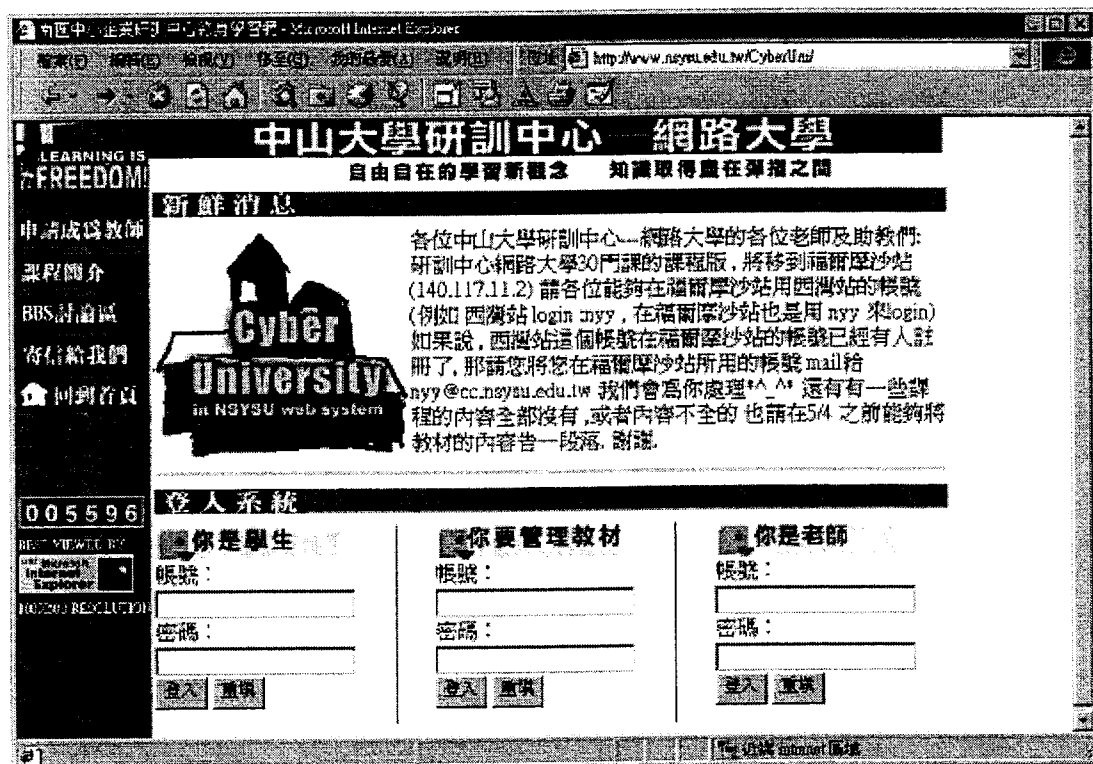 Microsoft Internet Explorer
http://www.nsysu.edu.tw/CyberUni/
LEARNING IS
FREEDOM!
中山大學研訓中心 網路大學
自由自在的學習新觀念 知識取得盡在彈指之間
新鮮消息
申請成為教師
課程簡介
BBS討論區
寄信給我們
回到首頁
Cyber
University
in NSYSU web system
各位中山大學研訓中心---網路大學的各位老師及助教們:
研訓中心網路大學30門課的課程版 , 將移到福爾摩沙站
(140.117.11.2) 請各位能夠在福爾摩沙站用西灣站的帳號
(例如 西灣站 login :nyy , 在福爾摩沙站也是用 nyy 來login)
如果說 , 西灣站這個帳號在福爾摩沙站的帳號已經有人註
冊了, 那請您將您在福爾摩沙站所用的帳號 mail給
nyy@cc.nsysu.edu.tw 我們會為你處理*^_^* 還有有一些課
程的內容全部沒有 ,或者內容不全的 也請在5/4 之前能夠將
教材的內容告一段落. 謝謝.
005596
BEST VIEWED BY
Microsoft
Internet
Explorer
RESOLUTION
登入系統
你是學生
帳號：
密碼：
登入 重填
你要管理教材
帳號：
密碼：
登入 重填
你是老師
帳號：
密碼：
登入 重填